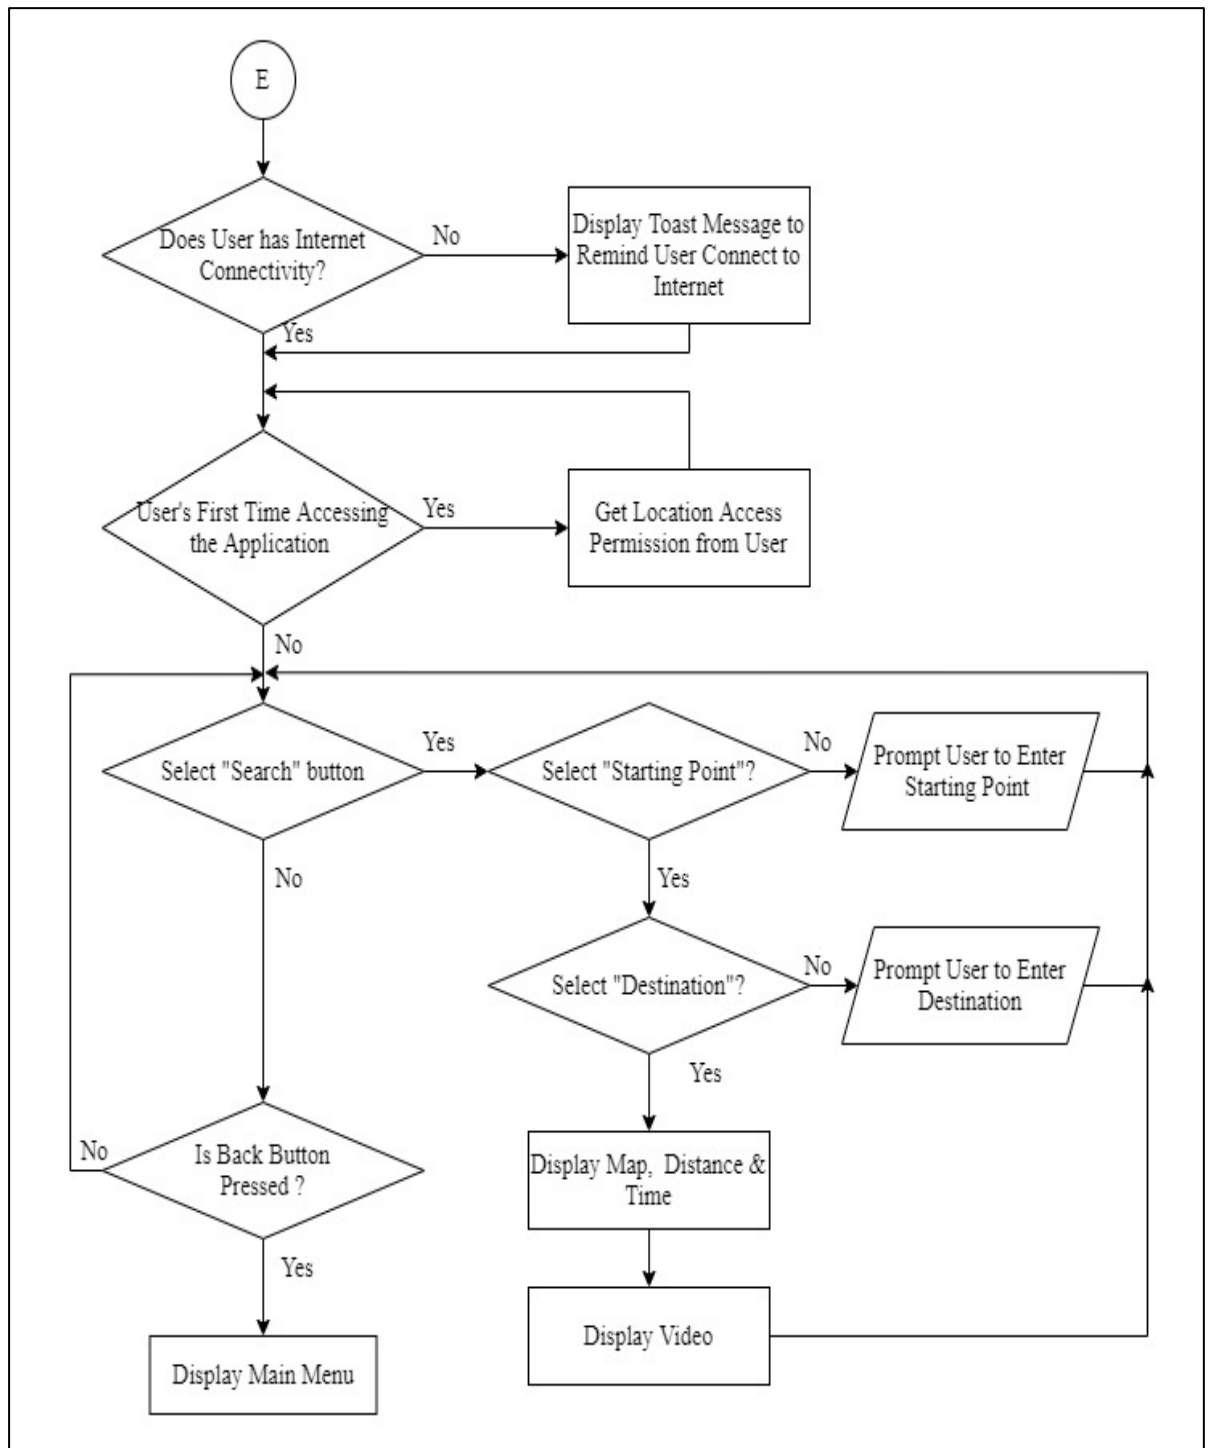 E
Does User has Internet
Connectivity?
No
Display Toast Message to
Remind User Connect to
Internet
Yes
User's First Time Accessing
the Application
Yes
Get Location Access
Permission from User
No
Select "Search" button
Yes
Select "Starting Point"?
No
Prompt User to Enter
Starting Point
No
Yes
Select "Destination"?
No
Prompt User to Enter
Destination
Yes
No
Is Back Button
Pressed ?
Display Map, Distance &
Time
Yes
Display Video
Display Main Menu